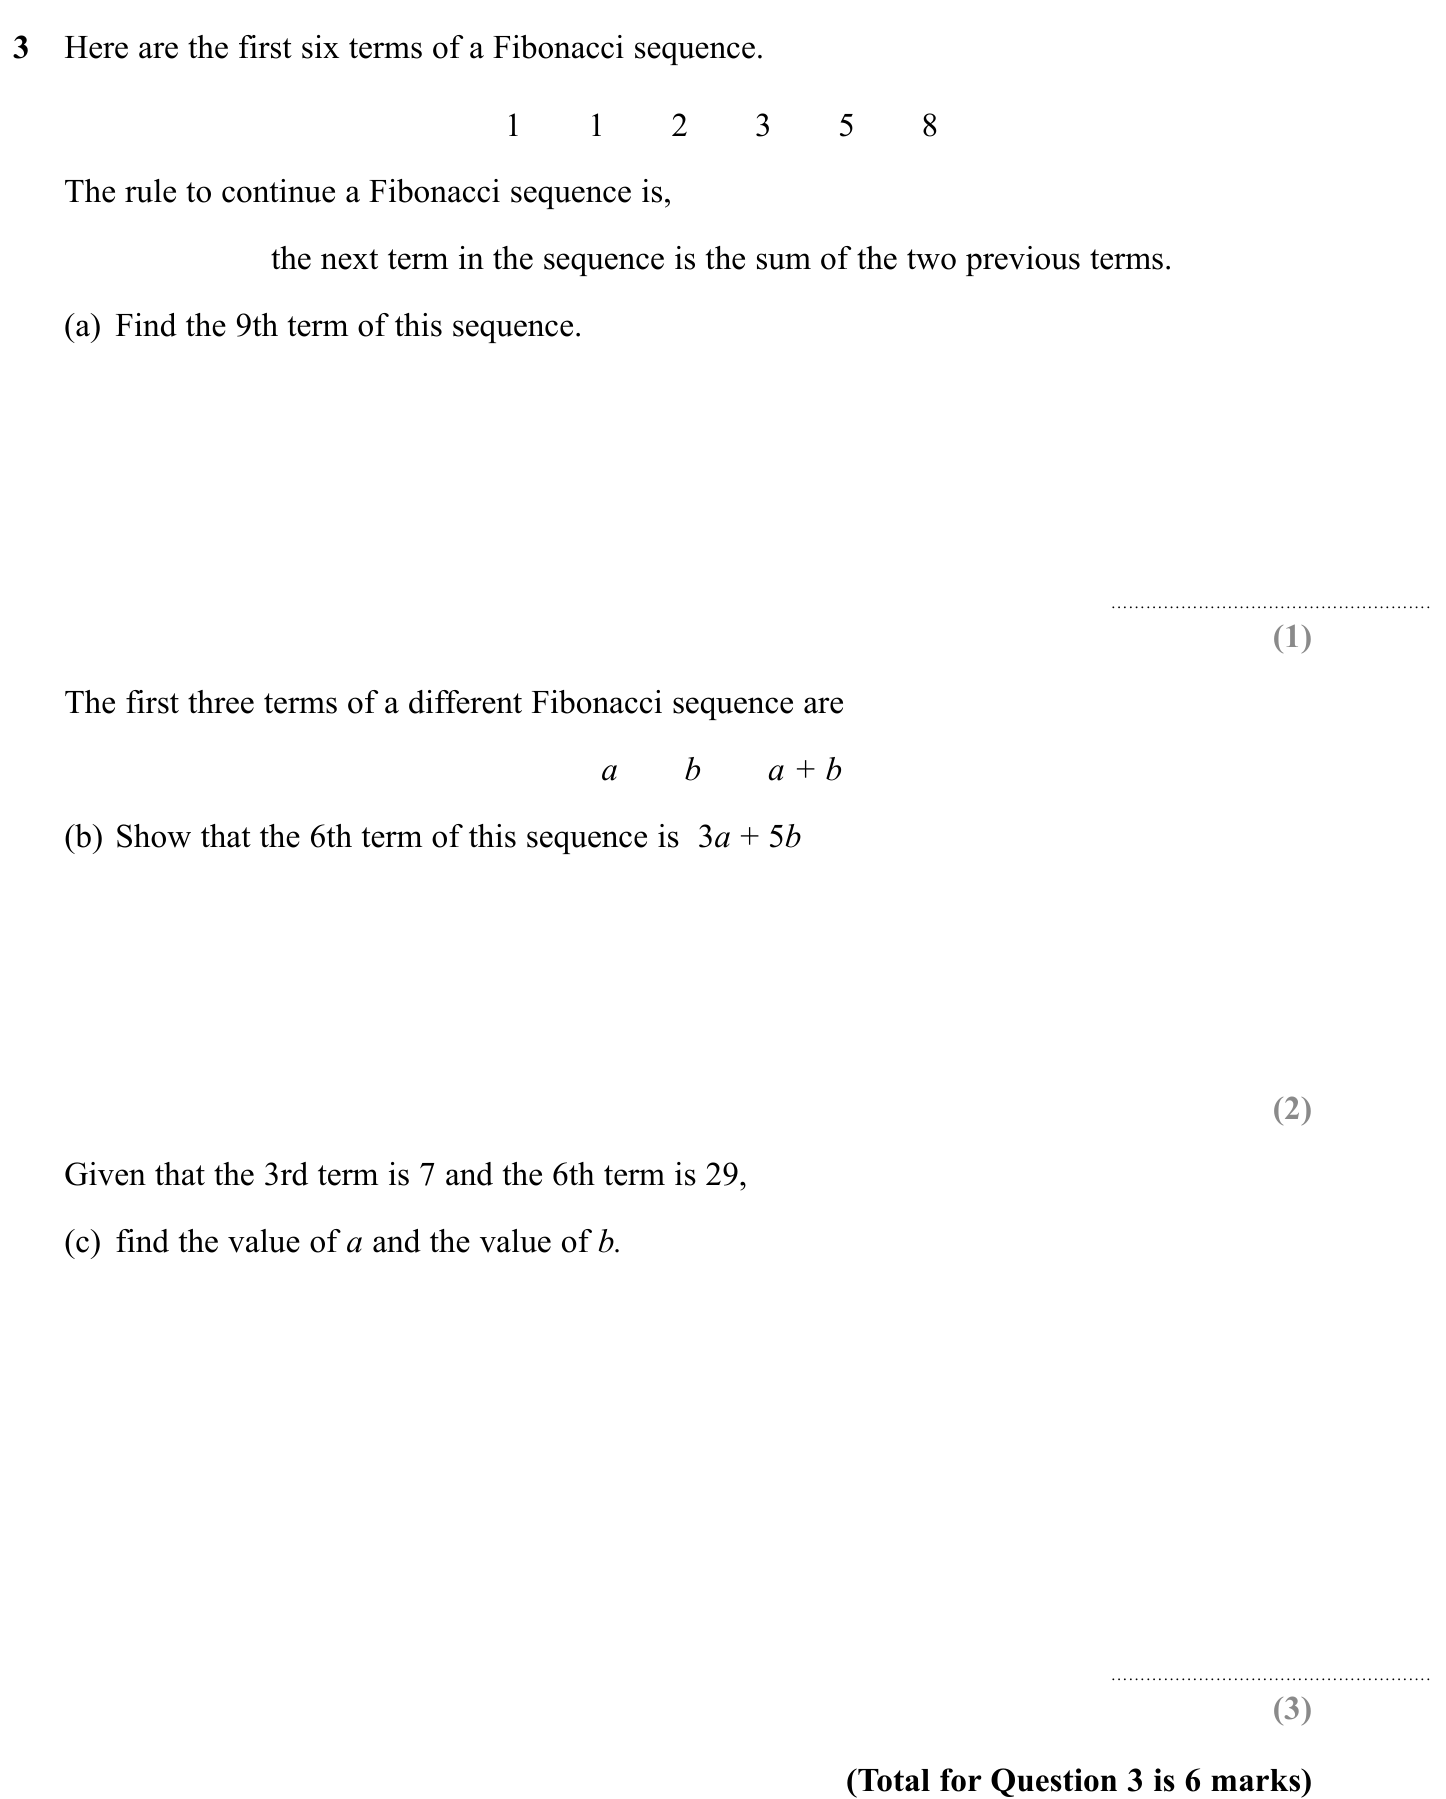 3 Here are the first six terms of a Fibonacci sequence.
1 1 2 3 5 8
The rule to continue a Fibonacci sequence is,
the next term in the sequence is the sum of the two previous terms.
(a) Find the 9th term of this sequence.
(1)
The first three terms of a different Fibonacci sequence are
a b a + b
(b) Show that the 6th term of this sequence is 3a + 5b
(2)
Given that the 3rd term is 7 and the 6th term is 29,
(c) find the value of a and the value of b.
(3)
(Total for Question 3 is 6 marks)